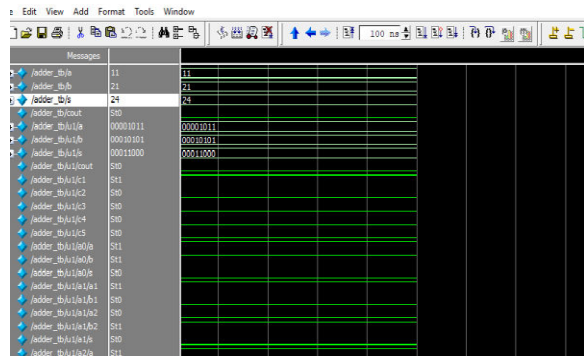 Edit View Add Format Tools Window
100 ns
Messages
/adder_tb/a 11 11
/adder_tb/b 21 21
/adder_tb/s 24 24
/adder_tb/cout St0
/adder_tb/u1/a 00001011 00001011
/adder_tb/u1/b 00010101 00010101
/adder_tb/u1/s 00011000 00011000
/adder_tb/u1/cout St0
/adder_tb/u1/c1 St1
/adder_tb/u1/c2 St0
/adder_tb/u1/c3 St0
/adder_tb/u1/c4 St0
/adder_tb/u1/c5 St0
/adder_tb/u1/a0/a St1
/adder_tb/u1/a0/b St1
/adder_tb/u1/a0/s St0
/adder_tb/u1/a1/a1 St1
/adder_tb/u1/a1/b1 St0
/adder_tb/u1/a1/a2 St0
/adder_tb/u1/a1/b2 St1
/adder_tb/u1/a1/s St0
/adder_tb/u1/a2/a St1